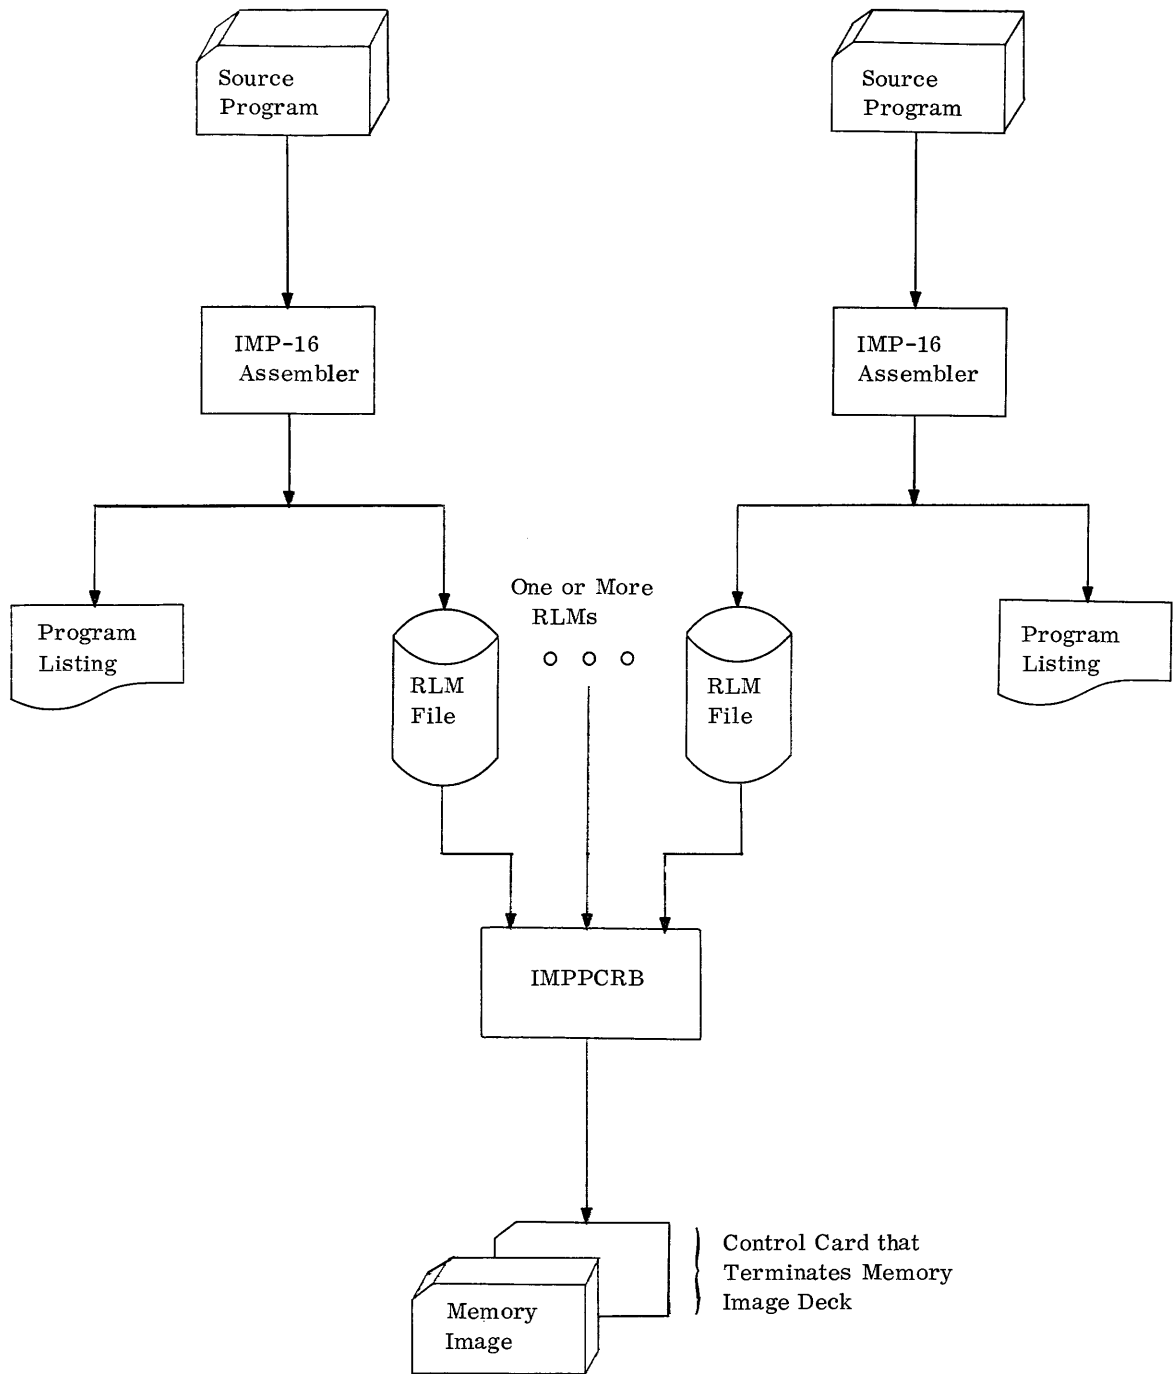 Source
Program
Source
Program
IMP-16
Assembler
IMP-16
Assembler
One or More
RLMs
Program
Listing
RLM
File
RLM
File
Program
Listing
IMPPCRB
Control Card that
Terminates Memory
Image Deck
Memory
Image